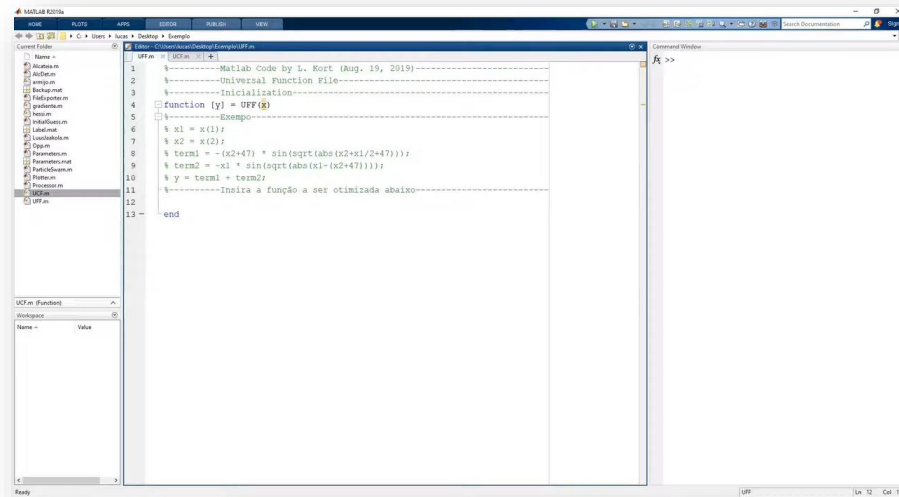 MATLAB R2019a
HOME PLOTS APPS EDITOR PUBLISH VIEW
Search Documentation
Sign
C: Users lucas Desktop Exemplo
Current Folder
Name
Alcateia.m
AlcDet.m
armijo.m
Backup.mat
FileExporter.m
gradiente.m
hessi.m
InitialGuess.m
Label.mat
LuusJaakola.m
Opp.m
Parameters.m
Parameters.mat
ParticleSwarm.m
Plotter.m
Processor.m
UCF.m
UFF.m
UCF.m (Function)
Workspace
Name Value
Editor - C:\Users\lucas\Desktop\Exemplo\UFF.m
UFF.m UCF.m
1 %----------Matlab Code by L. Kort (Aug. 19, 2019)--------------------------
2 %----------Universal Function File-----------------------------------------
3 %----------Inicialization--------------------------------------------------
4 function [y] = UFF(x)
5 %----------Exempo----------------------------------------------------------
6 % x1 = x(1);
7 % x2 = x(2);
8 % term1 = -(x2+47) * sin(sqrt(abs(x2+x1/2+47)));
9 % term2 = -x1 * sin(sqrt(abs(x1-(x2+47))));
10 % y = term1 + term2;
11 %----------Insira a função a ser otimizada abaixo--------------------------
12
13 end
Command Window
fx >>
Ready
UFF
Ln 12 Col 1